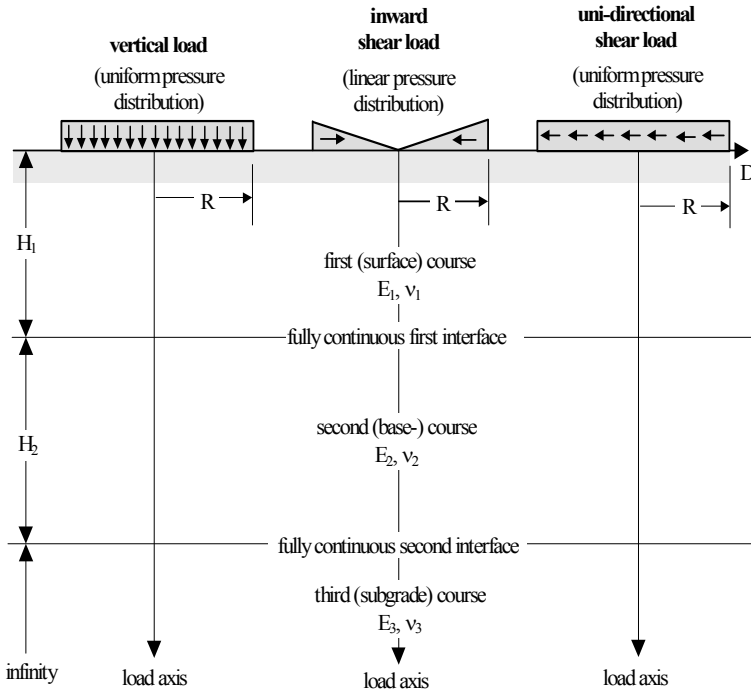 vertical load
(uniform pressure
distribution)
inward
shear load
(linear pressure
distribution)
uni-directional
shear load
(uniform pressure
distribution)
D
R
R
R
H₁
first (surface) course
E₁, ν₁
fully continuous first interface
H₂
second (base-) course
E₂, ν₂
fully continuous second interface
third (subgrade) course
E₃, ν₃
infinity
load axis
load axis
load axis